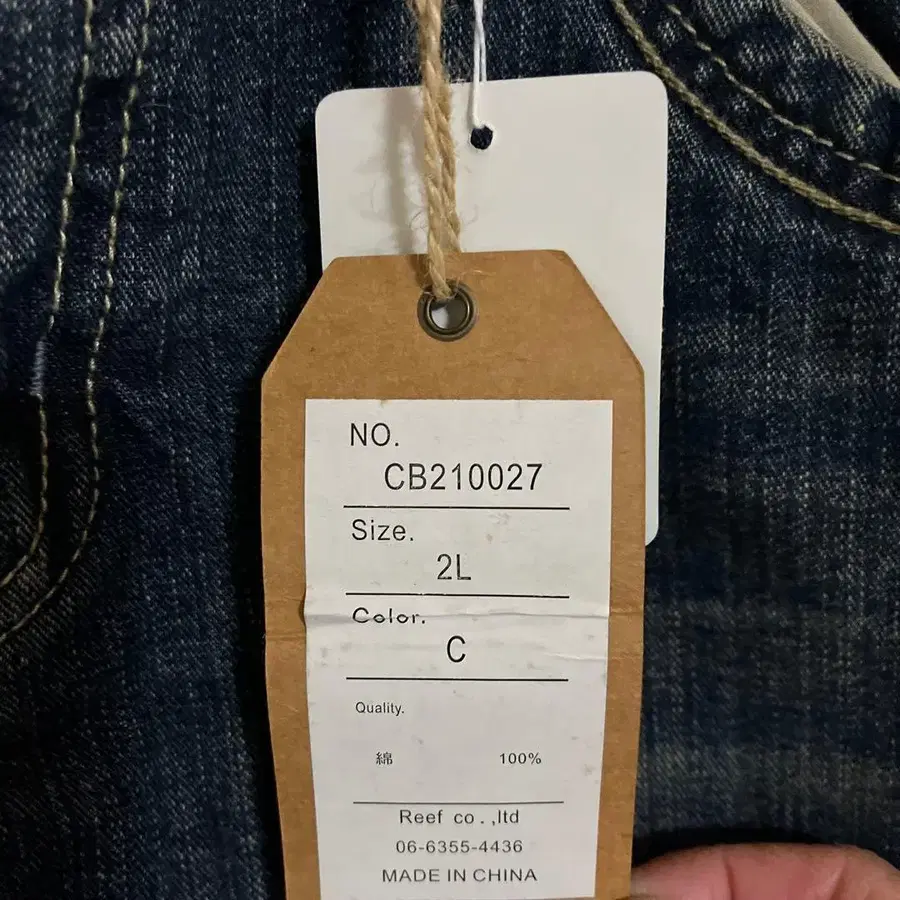 NO.
CB210027
Size.
2L
Color.
C
Quality.
綿 100%
Reef co.,ltd
06-6355-4436
MADE IN CHINA